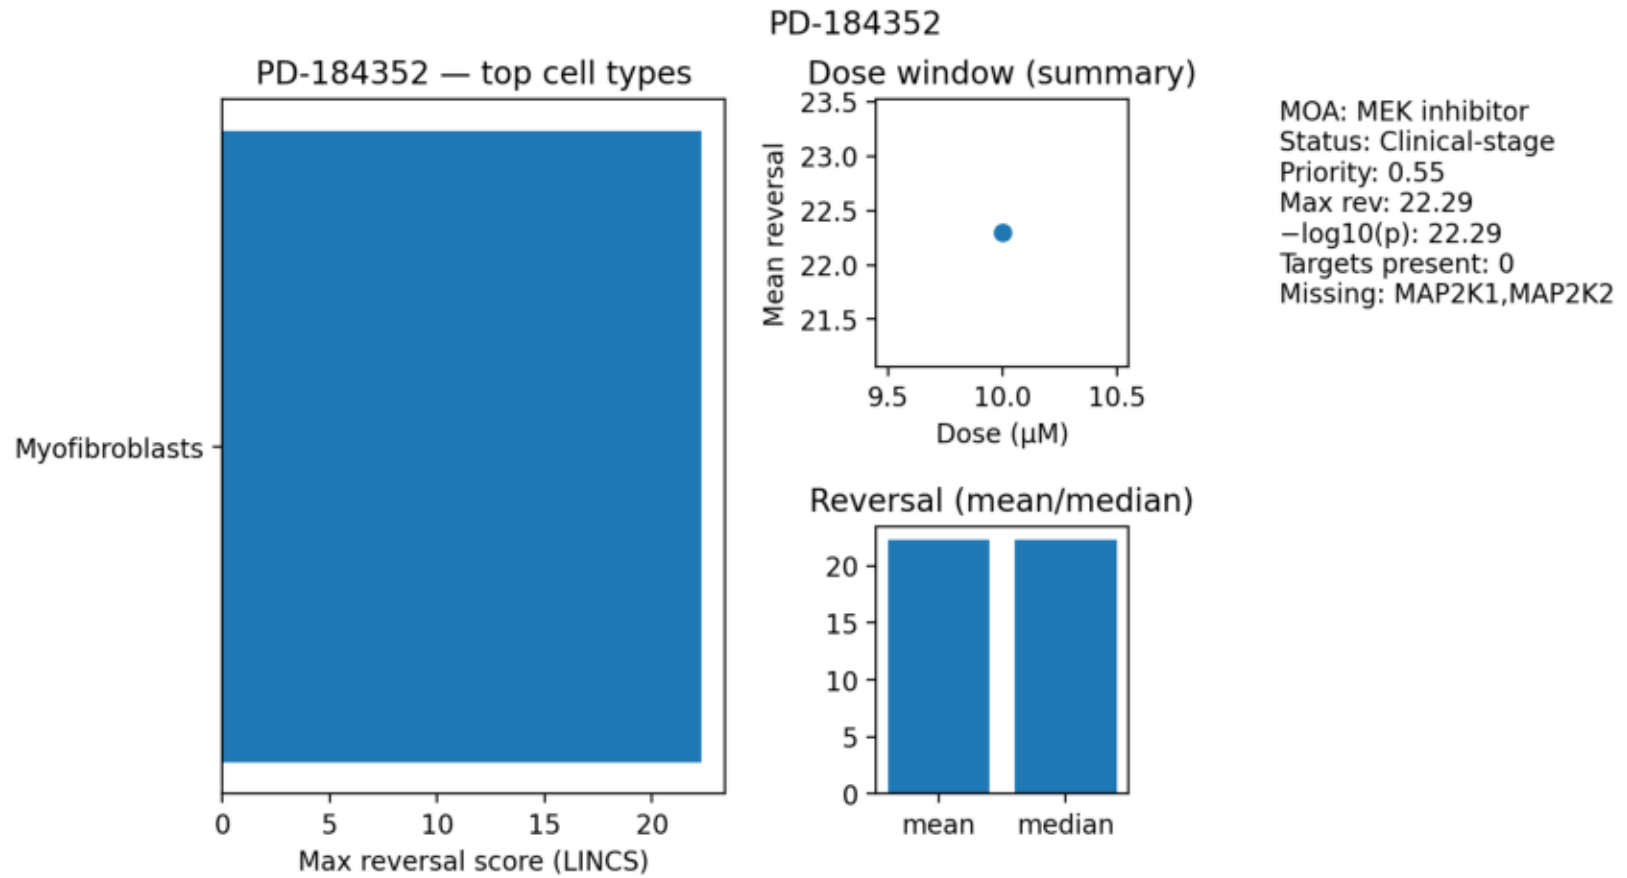 PD-184352
PD-184352 — top cell types
Myofibroblasts
0 5 10 15 20
Max reversal score (LINCS)
Dose window (summary)
23.5
23.0
22.5
22.0
21.5
Mean reversal
9.5 10.0 10.5
Dose (μM)
Reversal (mean/median)
20
15
10
5
0
mean median
MOA: MEK inhibitor
Status: Clinical-stage
Priority: 0.55
Max rev: 22.29
−log10(p): 22.29
Targets present: 0
Missing: MAP2K1,MAP2K2